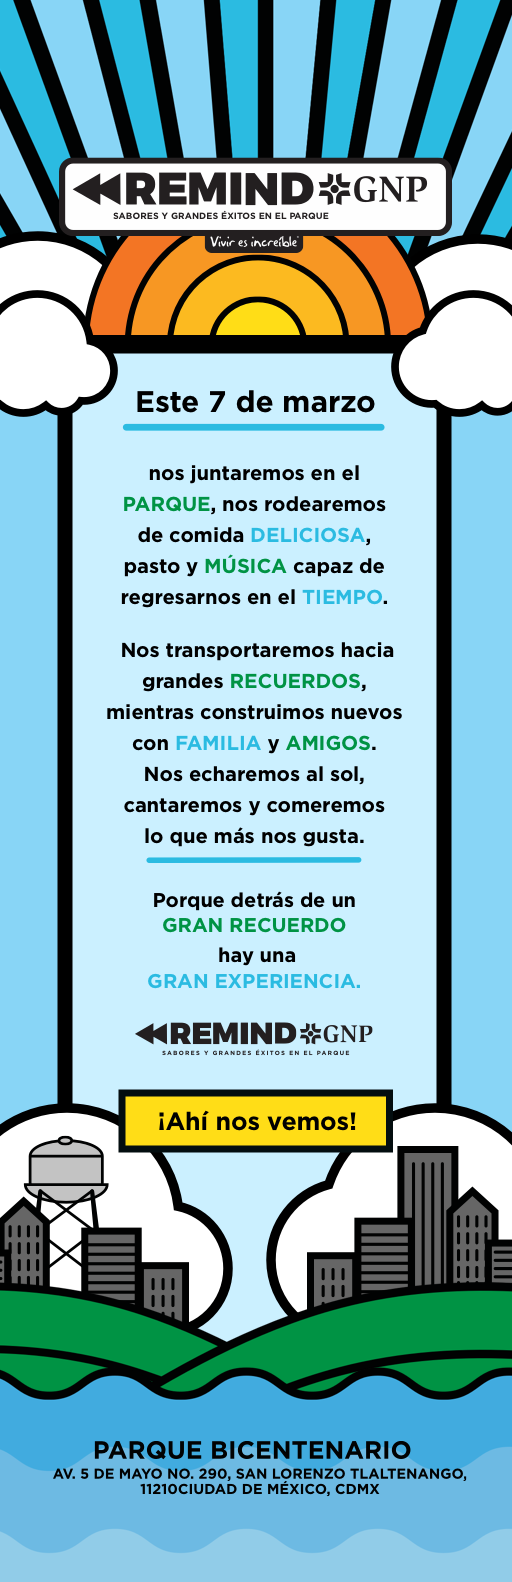 REMIND GNP
SABORES Y GRANDES ÉXITOS EN EL PARQUE
Vivir es increíble
Este 7 de marzo
nos juntaremos en el
PARQUE, nos rodearemos
de comida DELICIOSA,
pasto y MÚSICA capaz de
regresarnos en el TIEMPO.
Nos transportaremos hacia
grandes RECUERDOS,
mientras construimos nuevos
con FAMILIA y AMIGOS.
Nos echaremos al sol,
cantaremos y comeremos
lo que más nos gusta.
Porque detrás de un
GRAN RECUERDO
hay una
GRAN EXPERIENCIA.
REMIND GNP
SABORES Y GRANDES ÉXITOS EN EL PARQUE
¡Ahí nos vemos!
PARQUE BICENTENARIO
AV. 5 DE MAYO NO. 290, SAN LORENZO TLALTENANGO,
11210CIUDAD DE MÉXICO, CDMX